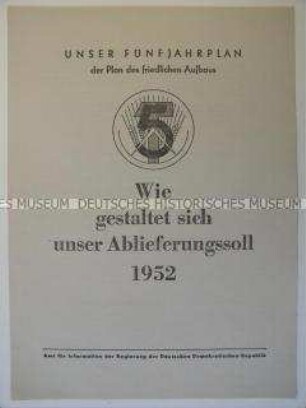 UNSER FÜNFJAHRPLAN
der Plan des friedlichen Aufbaus
5
Wie
ES MUSEUM DEUTSCHES HISTORISCHES MUSEUM
gestaltet sich
unser Ablieferungssoll
1952
Amt für Information der Regierung der Deutschen Demokratischen Republik